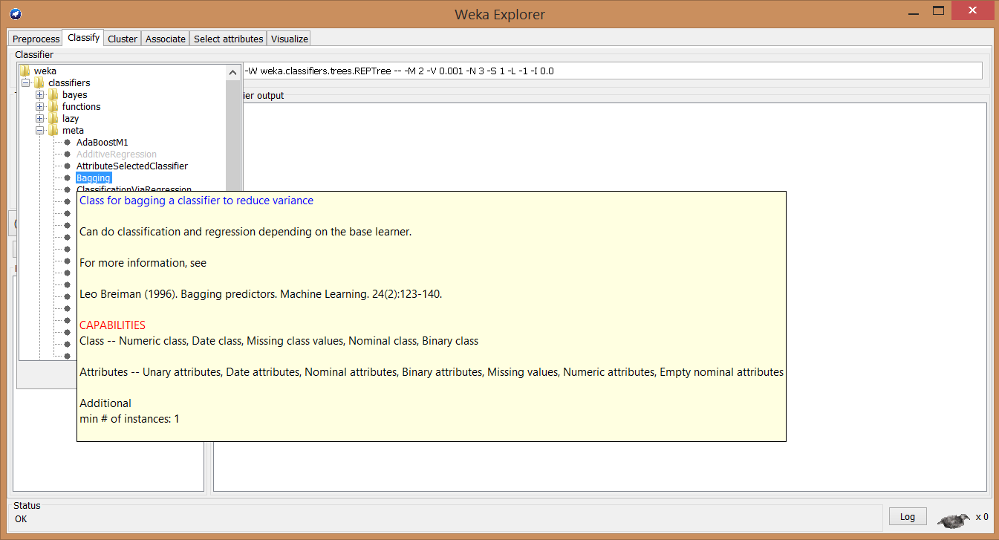 Weka Explorer
Preprocess Classify Cluster Associate Select attributes Visualize
Classifier
-W weka.classifiers.trees.REPTree -- -M 2 -V 0.001 -N 3 -S 1 -L -1 -I 0.0
weka
classifiers
bayes
functions
lazy
meta
AdaBoostM1
AdditiveRegression
AttributeSelectedClassifier
Bagging
ClassificationViaRegression
ier output
Class for bagging a classifier to reduce variance
Can do classification and regression depending on the base learner.
For more information, see
Leo Breiman (1996). Bagging predictors. Machine Learning. 24(2):123-140.
CAPABILITIES
Class -- Numeric class, Date class, Missing class values, Nominal class, Binary class
Attributes -- Unary attributes, Date attributes, Nominal attributes, Binary attributes, Missing values, Numeric attributes, Empty nominal attributes
Additional
min # of instances: 1
Status
OK
Log
x 0